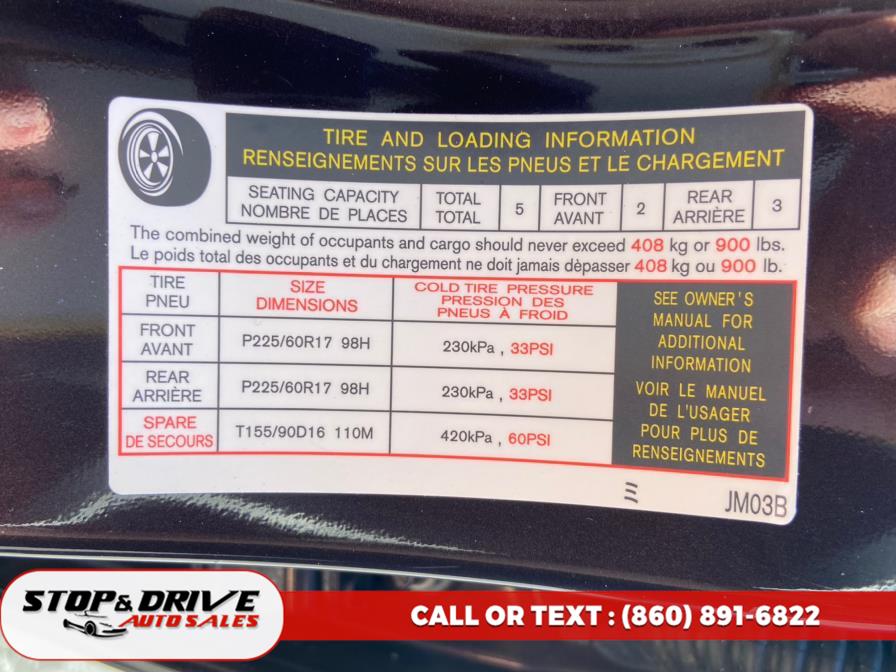 TIRE AND LOADING INFORMATION
RENSEIGNEMENTS SUR LES PNEUS ET LE CHARGEMENT
SEATING CAPACITY
NOMBRE DE PLACES
TOTAL
TOTAL
5
FRONT
AVANT
2
REAR
ARRIÈRE
3
The combined weight of occupants and cargo should never exceed 408 kg or 900 lbs.
Le poids total des occupants et du chargement ne doit jamais dèpasser 408 kg ou 900 lb.
TIRE
PNEU
SIZE
DIMENSIONS
COLD TIRE PRESSURE
PRESSION DES
PNEUS À FROID
FRONT
AVANT
P225/60R17 98H
230kPa , 33PSI
REAR
ARRIÈRE
P225/60R17 98H
230kPa , 33PSI
SPARE
DE SECOURS
T155/90D16 110M
420kPa , 60PSI
SEE OWNER'S
MANUAL FOR
ADDITIONAL
INFORMATION
VOIR LE MANUEL
DE L'USAGER
POUR PLUS DE
RENSEIGNEMENTS
JM03B
STOP & DRIVE
AUTO SALES
CALL OR TEXT : (860) 891-6822